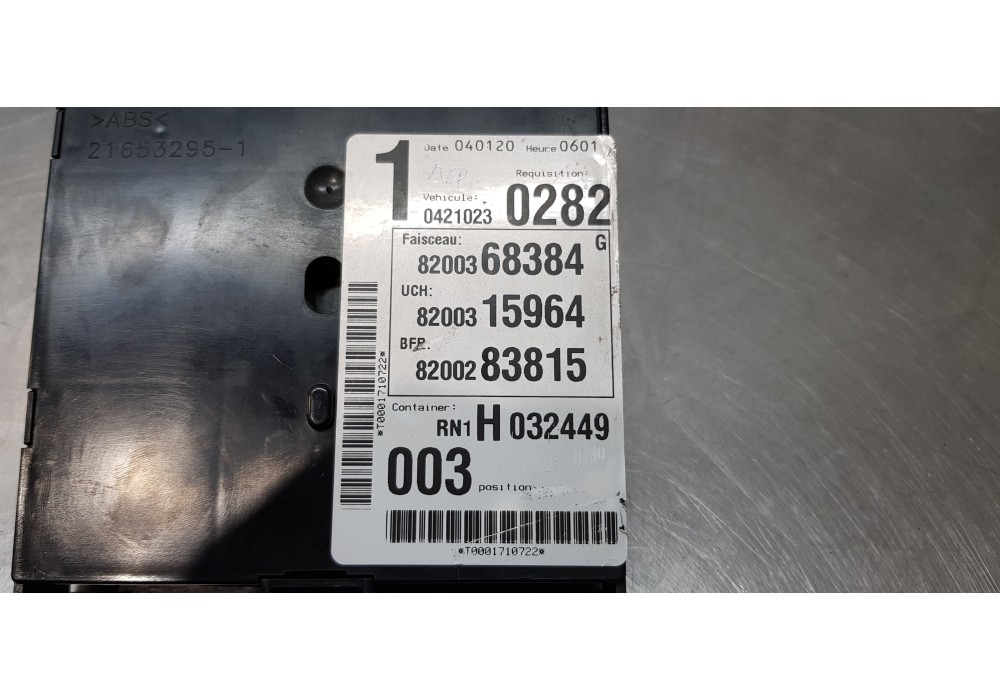 >ABS<
21653295-1
1 Date 040120 Heure 0601
Requisition:
Vehicule:
0421023 0282
Faisceau: G
82003 68384
UCH:
82003 15964
BFR:
82002 83815
Container:
RN1 H 032449
003 position
*T0001710722*
*T0001710722*